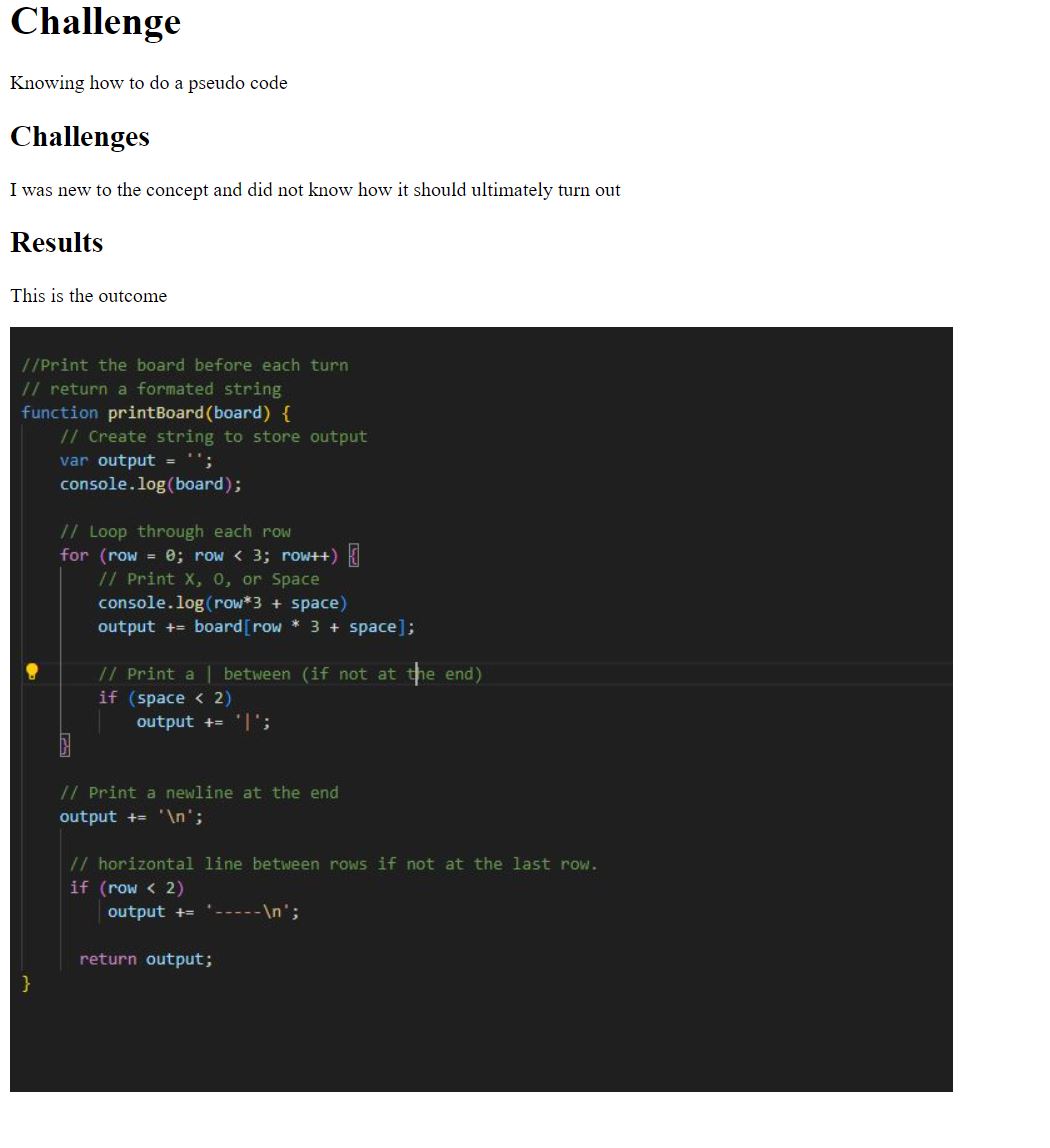 Challenge
Knowing how to do a pseudo code
Challenges
I was new to the concept and did not know how it should ultimately turn out
Results
This is the outcome
//Print the board before each turn
// return a formated string
function printBoard(board) {
    // Create string to store output
    var output = '';
    console.log(board);
    // Loop through each row
    for (row = 0; row < 3; row++) {
        // Print X, O, or Space
        console.log(row*3 + space)
        output += board[row * 3 + space];
        // Print a | between (if not at the end)
        if (space < 2)
            output += '|';
    }
    // Print a newline at the end
    output += '\n';
     // horizontal line between rows if not at the last row.
     if (row < 2)
         output += '-----\n';
      return output;
}